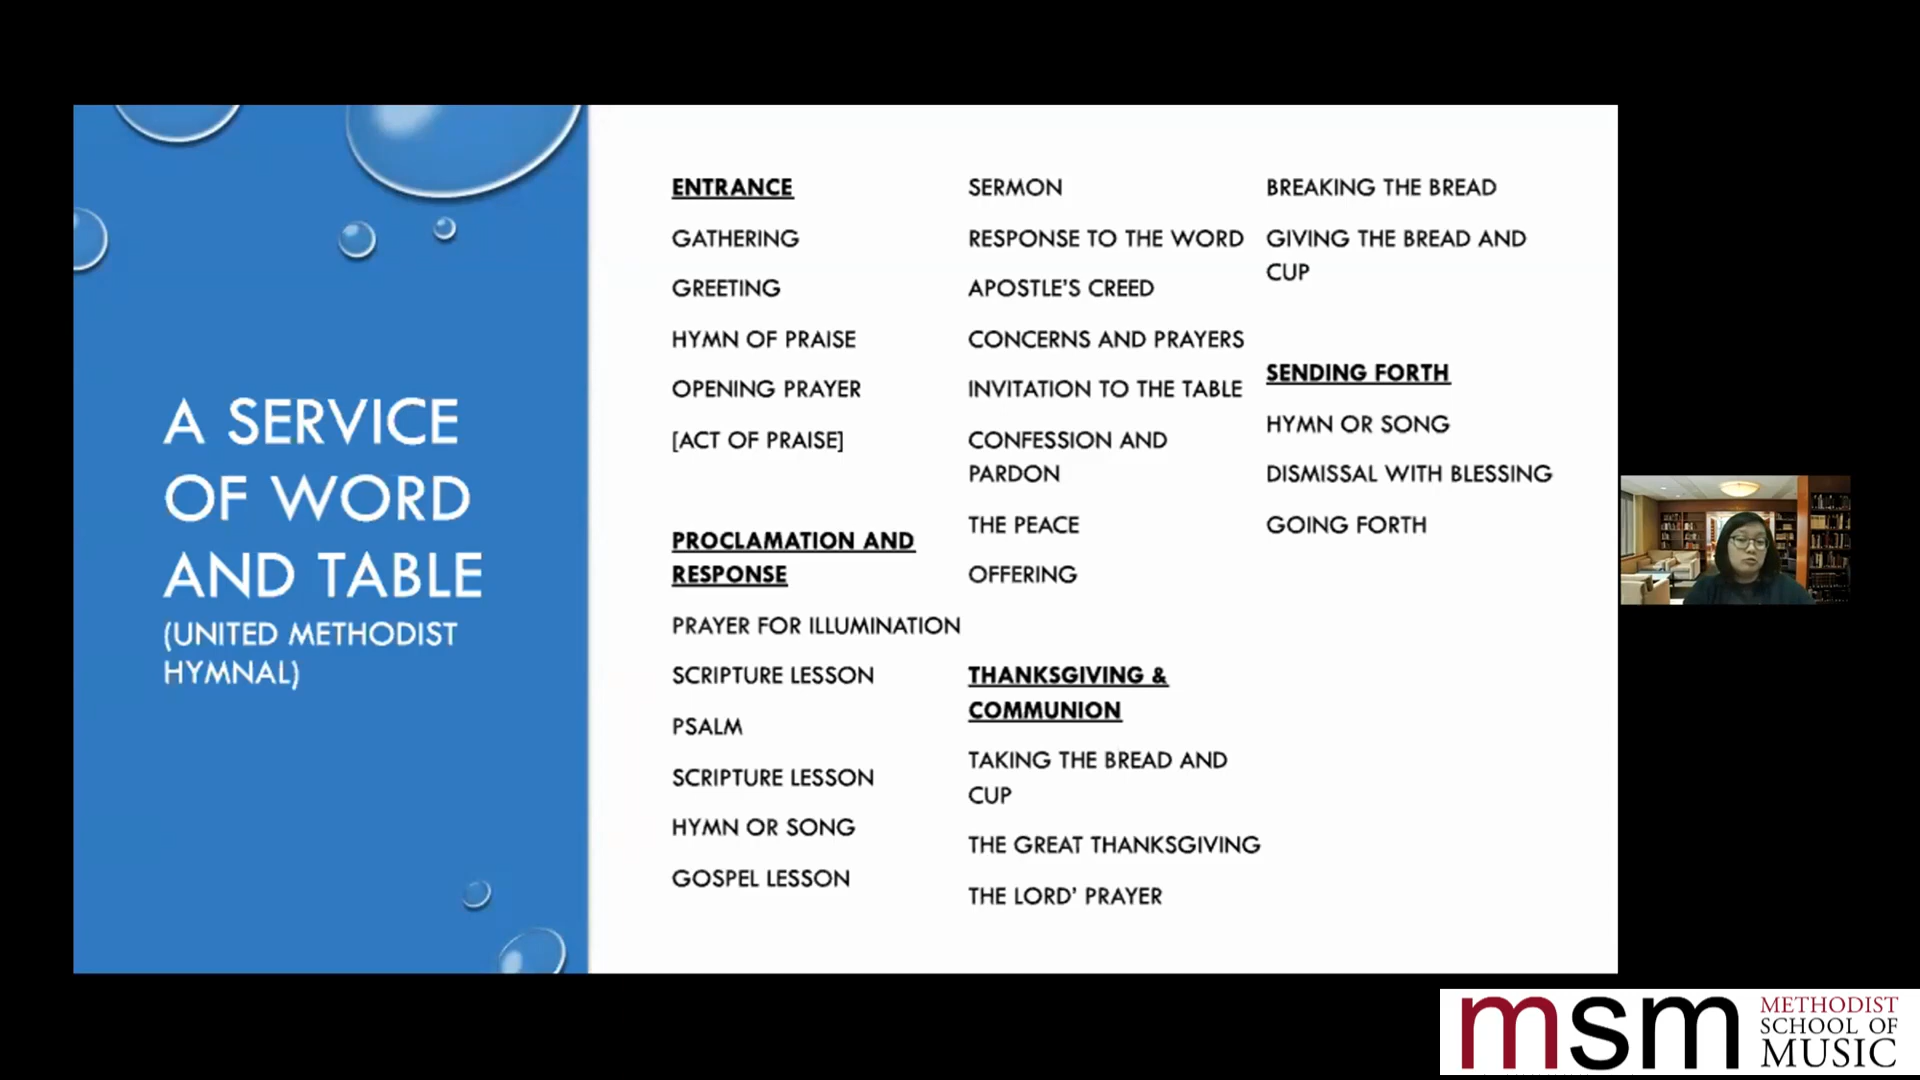 A SERVICE
OF WORD
AND TABLE
(UNITED METHODIST
HYMNAL)
ENTRANCE
GATHERING
GREETING
HYMN OF PRAISE
OPENING PRAYER
[ACT OF PRAISE]
PROCLAMATION AND
RESPONSE
PRAYER FOR ILLUMINATION
SCRIPTURE LESSON
PSALM
SCRIPTURE LESSON
HYMN OR SONG
GOSPEL LESSON
SERMON
RESPONSE TO THE WORD
APOSTLE'S CREED
CONCERNS AND PRAYERS
INVITATION TO THE TABLE
CONFESSION AND
PARDON
THE PEACE
OFFERING
THANKSGIVING &
COMMUNION
TAKING THE BREAD AND
CUP
THE GREAT THANKSGIVING
THE LORD' PRAYER
BREAKING THE BREAD
GIVING THE BREAD AND
CUP
SENDING FORTH
HYMN OR SONG
DISMISSAL WITH BLESSING
GOING FORTH
msm
METHODIST
SCHOOL OF
MUSIC